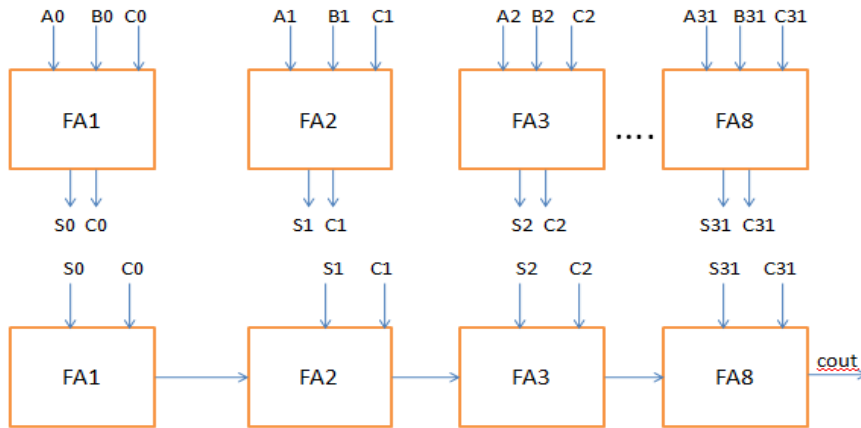 A0 B0 C0 A1 B1 C1 A2 B2 C2 A31 B31 C31
FA1 FA2 FA3 .... FA8
S0 C0 S1 C1 S2 C2 S31 C31
S0 C0 S1 C1 S2 C2 S31 C31
cout
FA1 FA2 FA3 FA8